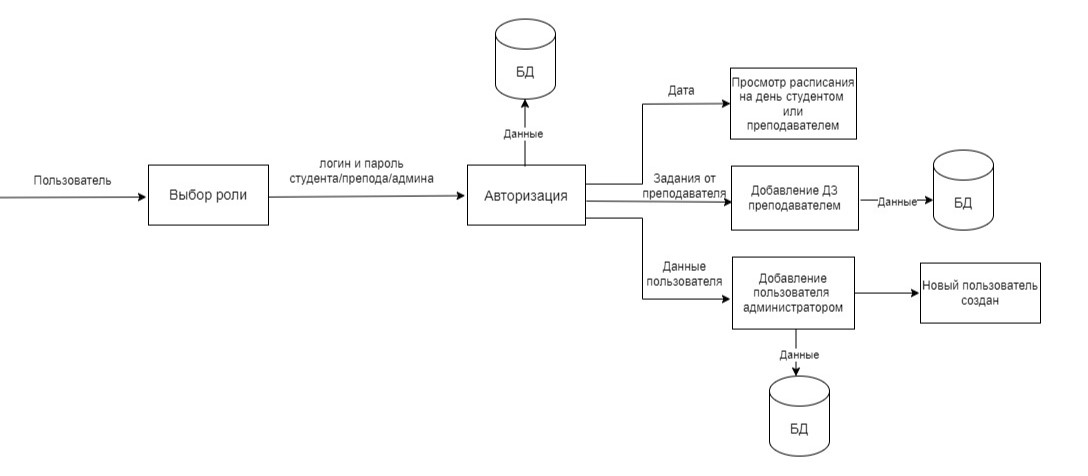 Пользователь
Выбор роли
логин и пароль
студента/препода/админа
БД
Данные
Авторизация
Дата
Просмотр расписания
на день студентом
или
преподавателем
Задания от
преподавателя
Добавление ДЗ
преподавателем
Данные
БД
Данные
пользователя
Добавление
пользователя
администратором
Новый пользователь
создан
Данные
БД